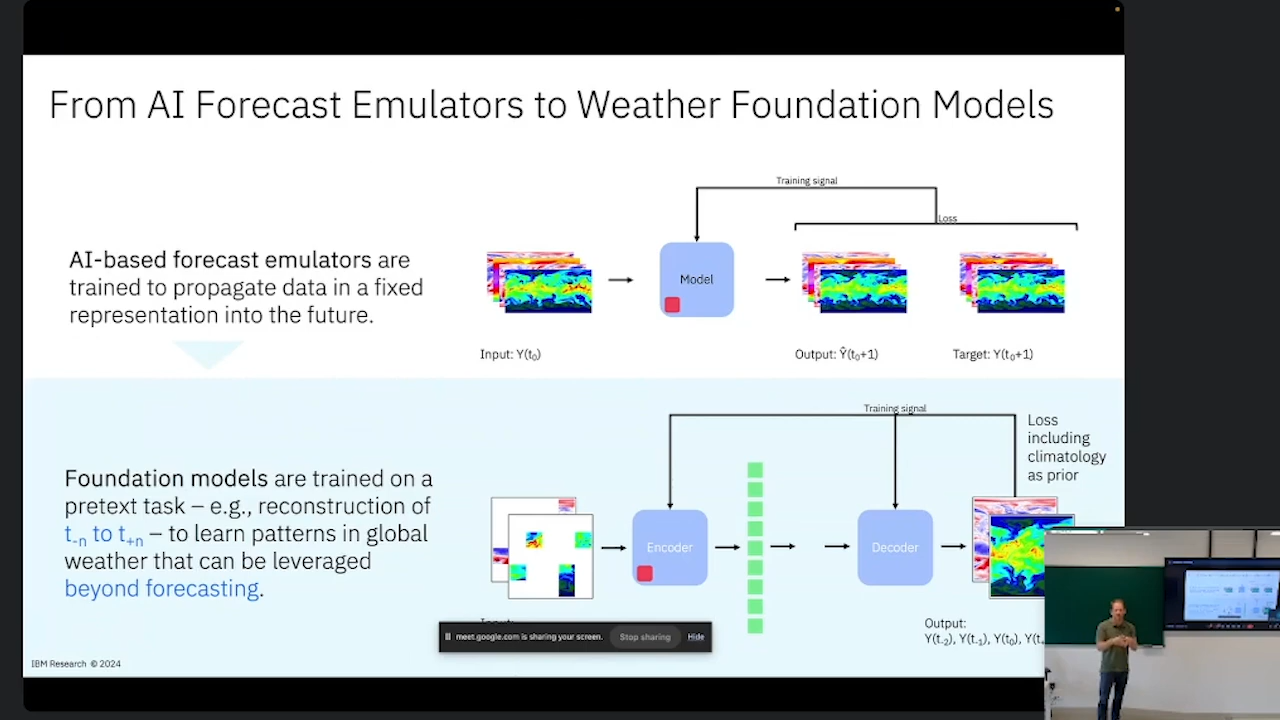 From AI Forecast Emulators to Weather Foundation Models
Training signal
Loss
AI-based forecast emulators are
trained to propagate data in a fixed
representation into the future.
Model
Input: Y(t₀)
Output: Ŷ(t₀+1)
Target: Y(t₀+1)
Training signal
Loss
including
climatology
as prior
Foundation models are trained on a
pretext task – e.g., reconstruction of
t₋ₙ to t₊ₙ – to learn patterns in global
weather that can be leveraged
beyond forecasting.
Encoder
Decoder
Output:
Y(t₋₂), Y(t₋₁), Y(t₀), Y(t
meet.google.com is sharing your screen.
Stop sharing
Hide
IBM Research © 2024